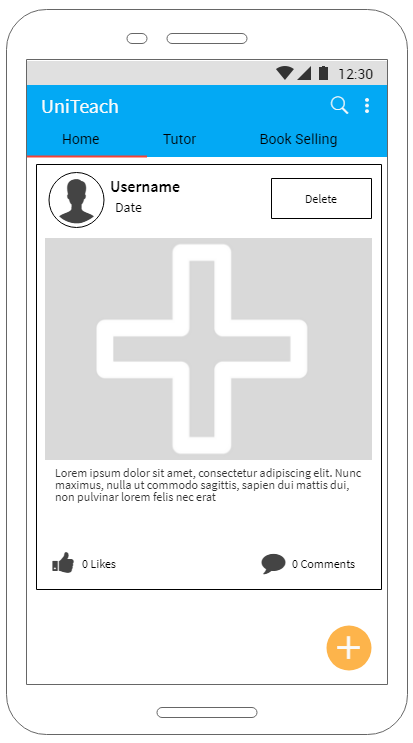 12:30
UniTeach
Home Tutor Book Selling
Username
Date
Delete
Lorem ipsum dolor sit amet, consectetur adipiscing elit. Nunc
maximus, nulla ut commodo sagittis, sapien dui mattis dui,
non pulvinar lorem felis nec erat
0 Likes 0 Comments